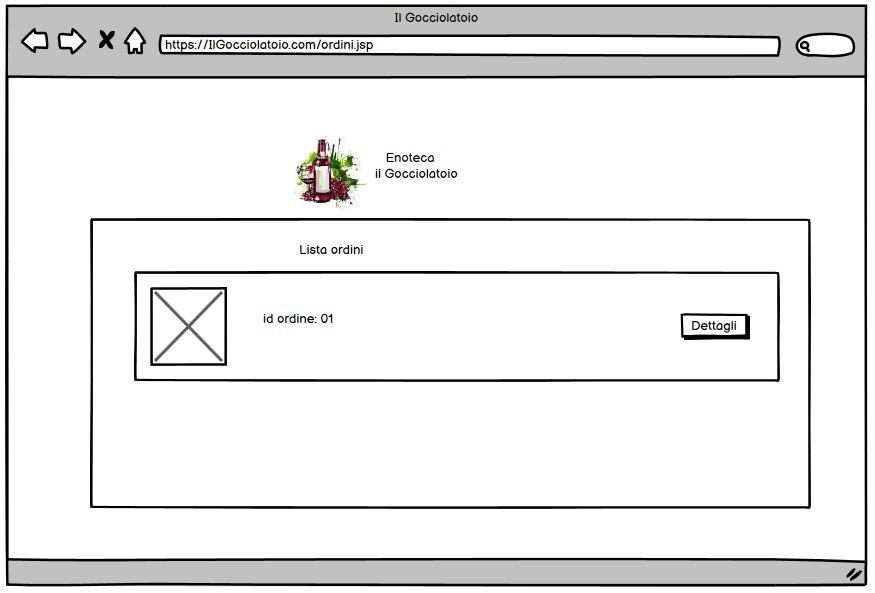 Il Gocciolatoio
https://IlGocciolatoio.com/ordini.jsp
Enoteca
il Gocciolatoio
Lista ordini
id ordine: 01
Dettagli